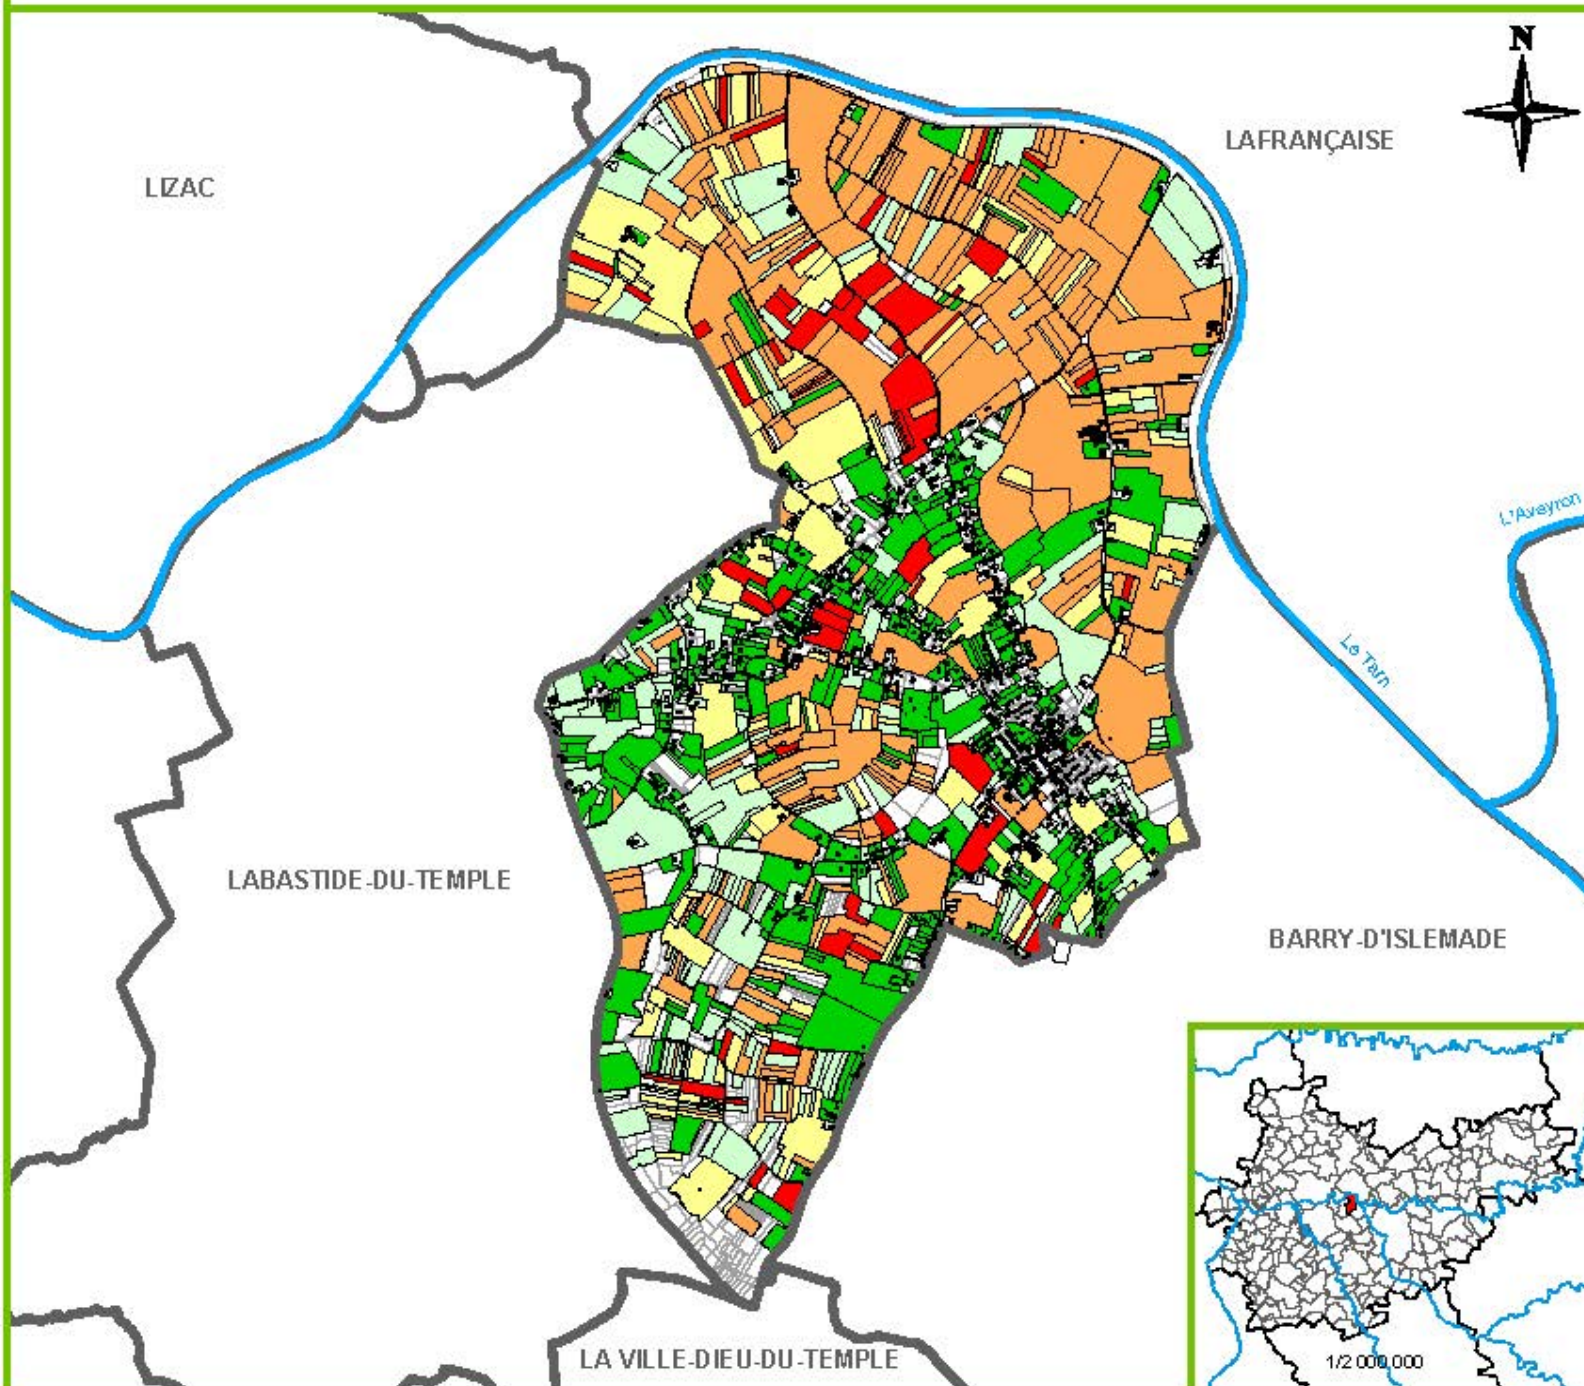 N
LAFRANÇAISE
LIZAC
L'Aveyron
Le Tarn
LABASTIDE-DU-TEMPLE
BARRY-D'ISLEMADE
LA VILLE-DIEU-DU-TEMPLE
1/2 000 000